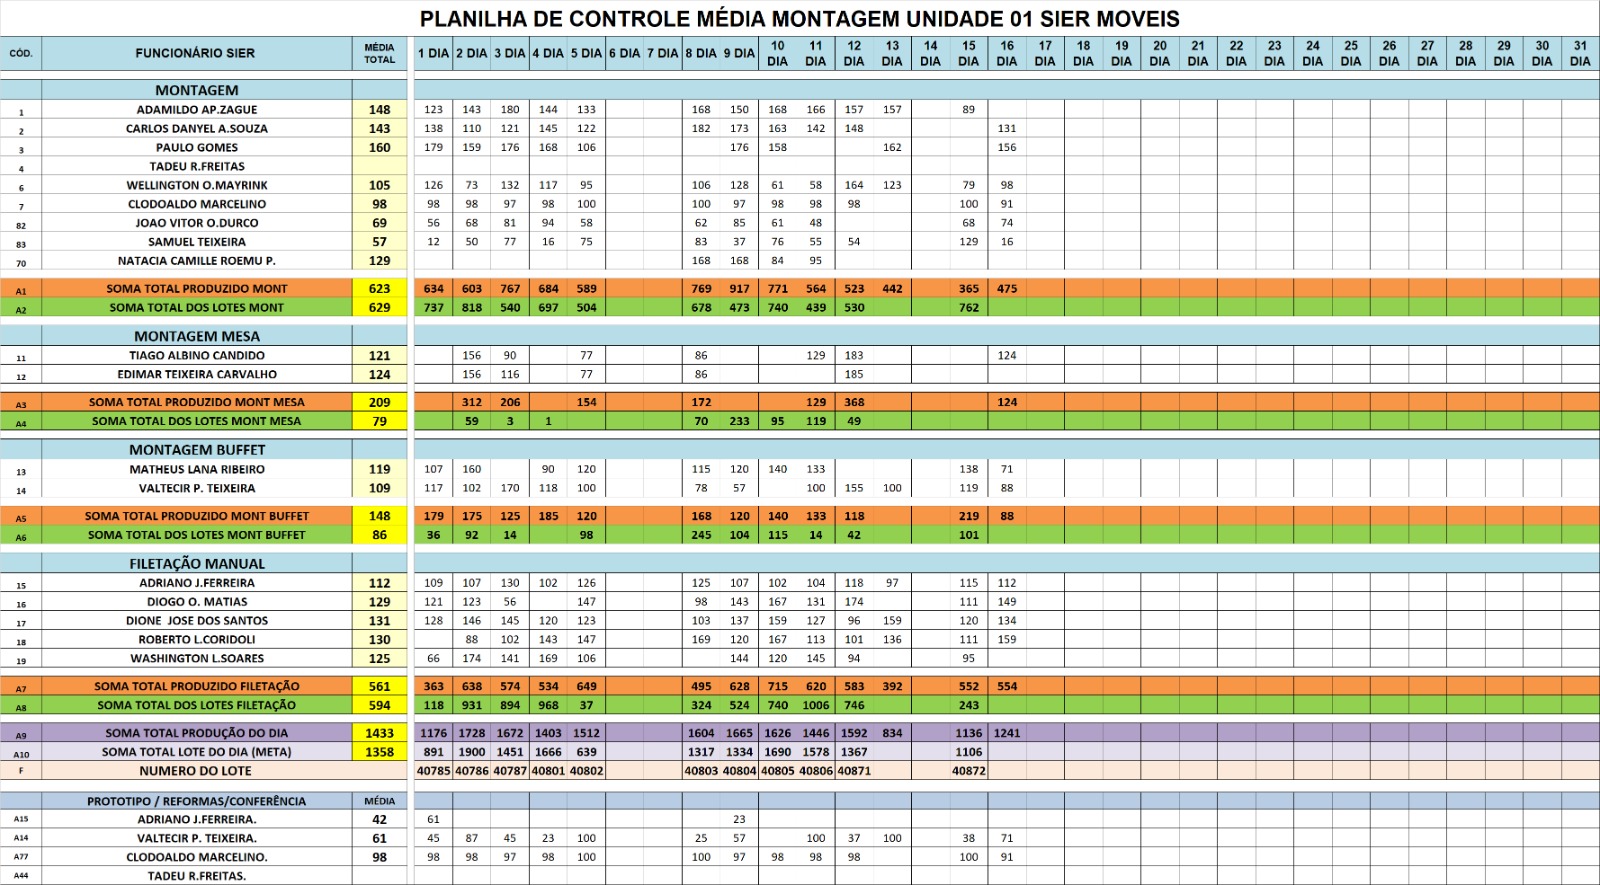 PLANILHA DE CONTROLE MÉDIA MONTAGEM UNIDADE 01 SIER MOVEIS
CÓD. FUNCIONÁRIO SIER MÉDIA TOTAL 1 DIA 2 DIA 3 DIA 4 DIA 5 DIA 6 DIA 7 DIA 8 DIA 9 DIA 10 DIA 11 DIA 12 DIA 13 DIA 14 DIA 15 DIA 16 DIA 17 DIA 18 DIA 19 DIA 20 DIA 21 DIA 22 DIA 23 DIA 24 DIA 25 DIA 26 DIA 27 DIA 28 DIA 29 DIA 30 DIA 31 DIA
MONTAGEM
1 ADAMILDO AP.ZAGUE 148 123 143 180 144 133 168 150 168 166 157 157 89
2 CARLOS DANYEL A.SOUZA 143 138 110 121 145 122 182 173 163 142 148 131
3 PAULO GOMES 160 179 159 176 168 106 176 158 162 156
4 TADEU R.FREITAS
6 WELLINGTON O.MAYRINK 105 126 73 132 117 95 106 128 61 58 164 123 79 98
7 CLODOALDO MARCELINO 98 98 98 97 98 100 100 97 98 98 98 100 91
82 JOAO VITOR O.DURCO 69 56 68 81 94 58 62 85 61 48 68 74
83 SAMUEL TEIXEIRA 57 12 50 77 16 75 83 37 76 55 54 129 16
70 NATACIA CAMILLE ROEMU P. 129 168 168 84 95
A1 SOMA TOTAL PRODUZIDO MONT 623 634 603 767 684 589 769 917 771 564 523 442 365 475
A2 SOMA TOTAL DOS LOTES MONT 629 737 818 540 697 504 678 473 740 439 530 762
MONTAGEM MESA
11 TIAGO ALBINO CANDIDO 121 156 90 77 86 129 183 124
12 EDIMAR TEIXEIRA CARVALHO 124 156 116 77 86 185
A3 SOMA TOTAL PRODUZIDO MONT MESA 209 312 206 154 172 129 368 124
A4 SOMA TOTAL DOS LOTES MONT MESA 79 59 3 1 70 233 95 119 49
MONTAGEM BUFFET
13 MATHEUS LANA RIBEIRO 119 107 160 90 120 115 120 140 133 138 71
14 VALTECIR P. TEIXEIRA 109 117 102 170 118 100 78 57 100 155 100 119 88
A5 SOMA TOTAL PRODUZIDO MONT BUFFET 148 179 175 125 185 120 168 120 140 133 118 219 88
A6 SOMA TOTAL DOS LOTES MONT BUFFET 86 36 92 14 98 245 104 115 14 42 101
FILETAÇÃO MANUAL
15 ADRIANO J.FERREIRA 112 109 107 130 102 126 125 107 102 104 118 97 115 112
16 DIOGO O. MATIAS 129 121 123 56 147 98 143 167 131 174 111 149
17 DIONE JOSE DOS SANTOS 131 128 146 145 120 123 103 137 159 127 96 159 120 134
18 ROBERTO L.CORIDOLI 130 88 102 143 147 169 120 167 113 101 136 111 159
19 WASHINGTON L.SOARES 125 66 174 141 169 106 144 120 145 94 95
A7 SOMA TOTAL PRODUZIDO FILETAÇÃO 561 363 638 574 534 649 495 628 715 620 583 392 552 554
A8 SOMA TOTAL DOS LOTES FILETAÇÃO 594 118 931 894 968 37 324 524 740 1006 746 243
A9 SOMA TOTAL PRODUÇÃO DO DIA 1433 1176 1728 1672 1403 1512 1604 1665 1626 1446 1592 834 1136 1241
A10 SOMA TOTAL LOTE DO DIA (META) 1358 891 1900 1451 1666 639 1317 1334 1690 1578 1367 1106
F NUMERO DO LOTE 40785 40786 40787 40801 40802 40803 40804 40805 40806 40871 40872
PROTOTIPO / REFORMAS/CONFERÊNCIA MÉDIA
A15 ADRIANO J.FERREIRA. 42 61 23
A14 VALTECIR P. TEIXEIRA. 61 45 87 45 23 100 25 57 100 37 100 38 71
A77 CLODOALDO MARCELINO. 98 98 98 97 98 100 100 97 98 98 98 100 91
A44 TADEU R.FREITAS.